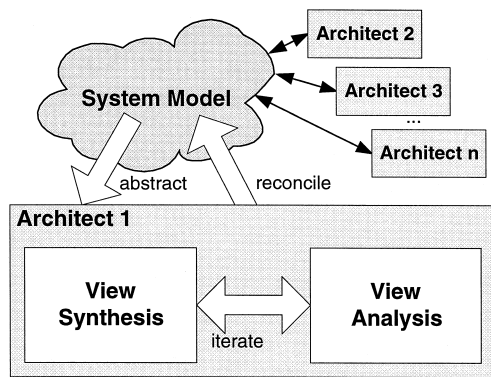 Architect 2
System Model
Architect 3
...
Architect n
abstract
reconcile
Architect 1
View
Synthesis
View
Analysis
iterate